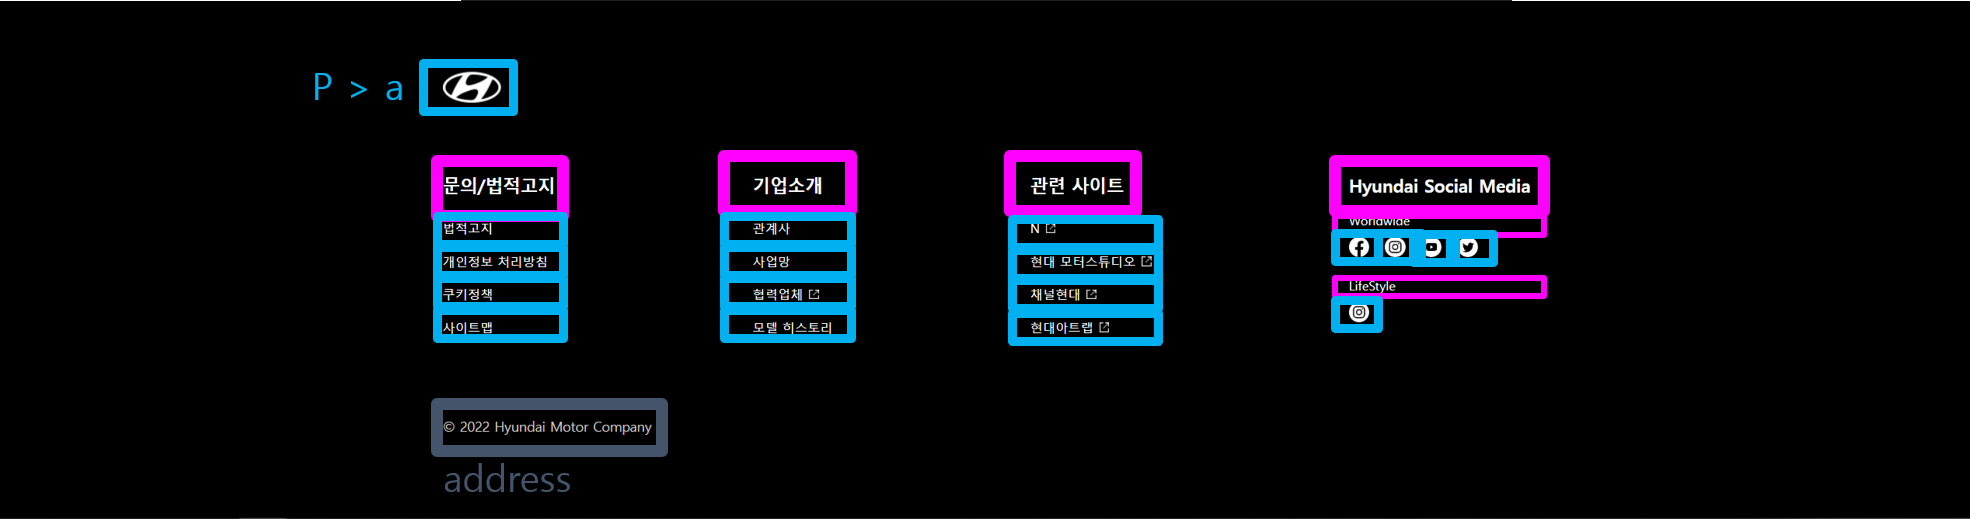 P > a
문의/법적고지
법적고지
개인정보 처리방침
쿠키정책
사이트맵
기업소개
관계사
사업망
협력업체
모델 히스토리
관련 사이트
N
현대 모터스튜디오
채널현대
현대아트랩
Hyundai Social Media
Worldwide
LifeStyle
© 2022 Hyundai Motor Company
address